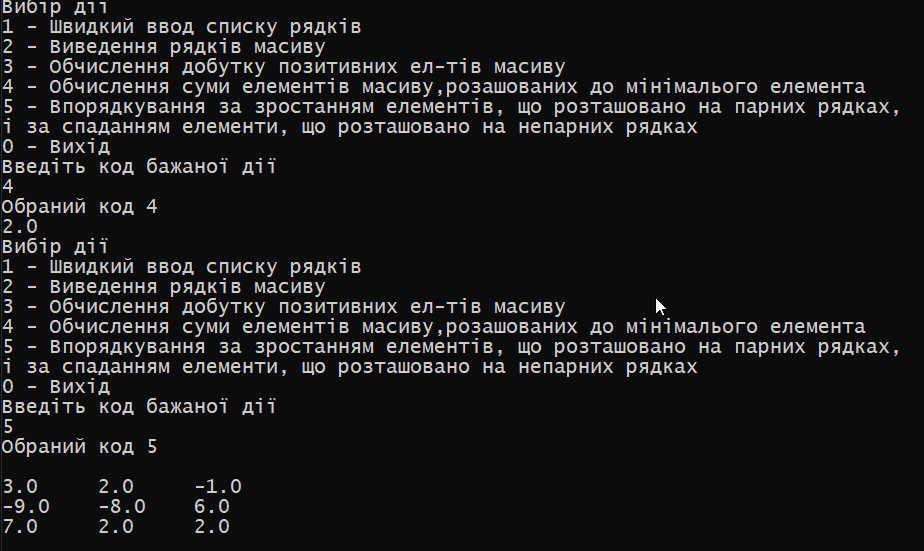 Вибір дії
1 - Швидкий ввод списку рядків
2 - Виведення рядків масиву
3 - Обчислення добутку позитивних ел-тів масиву
4 - Обчислення суми елементів масиву,розашованих до мінімалього елемента
5 - Впорядкування за зростанням елементів, що розташовано на парних рядках,
і за спаданням елементи, що розташовано на непарних рядках
0 - Вихід
Введіть код бажаної дії
4
Обраний код 4
2.0
Вибір дії
1 - Швидкий ввод списку рядків
2 - Виведення рядків масиву
3 - Обчислення добутку позитивних ел-тів масиву
4 - Обчислення суми елементів масиву,розашованих до мінімалього елемента
5 - Впорядкування за зростанням елементів, що розташовано на парних рядках,
і за спаданням елементи, що розташовано на непарних рядках
0 - Вихід
Введіть код бажаної дії
5
Обраний код 5
3.0 2.0 -1.0
-9.0 -8.0 6.0
7.0 2.0 2.0